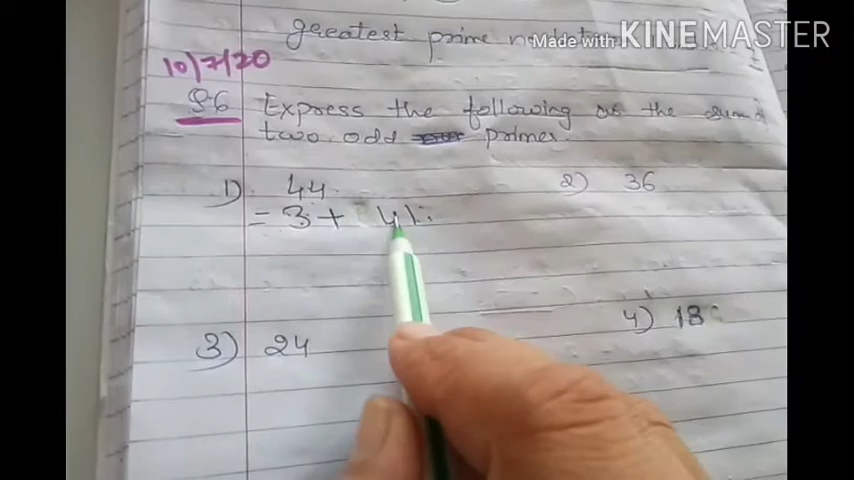 greatest prime
Made with KINEMASTER
10/7/20
Q6 Express the following as the sum of
two odd primes
1) 44
2) 36
= 3 + 41
3) 24
4) 18